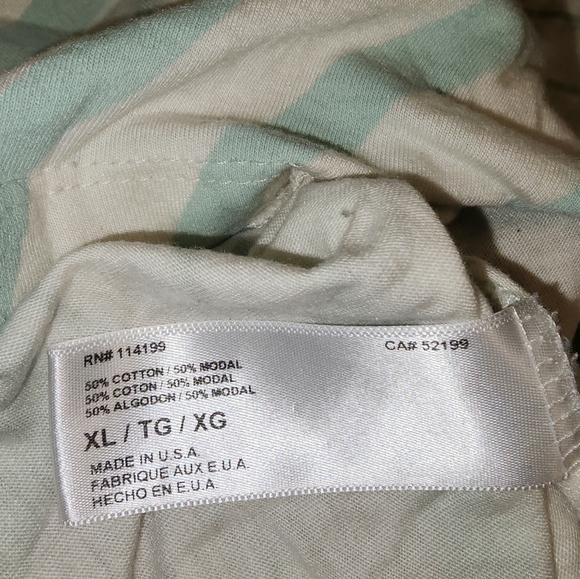 RN# 114199 CA# 52199
50% COTTON / 50% MODAL
50% COTON / 50% MODAL
50% ALGODON / 50% MODAL
XL / TG / XG
MADE IN U.S.A.
FABRIQUE AUX E.U.A.
HECHO EN E.U.A.